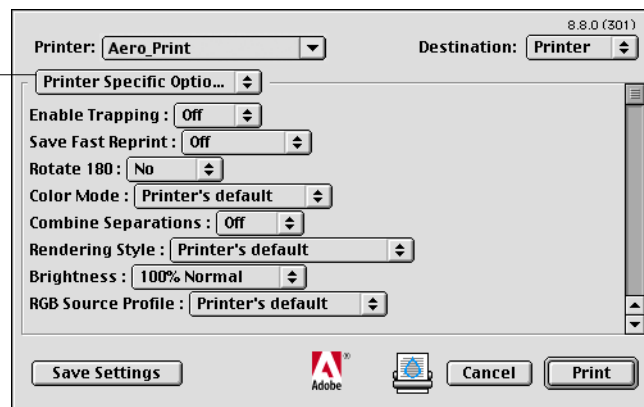 8.8.0 (301)
Printer: Aero_Print Destination: Printer
Printer Specific Optio...
Enable Trapping : Off
Save Fast Reprint : Off
Rotate 180 : No
Color Mode : Printer's default
Combine Separations : Off
Rendering Style : Printer's default
Brightness : 100% Normal
RGB Source Profile : Printer's default
Save Settings Adobe ® Cancel Print